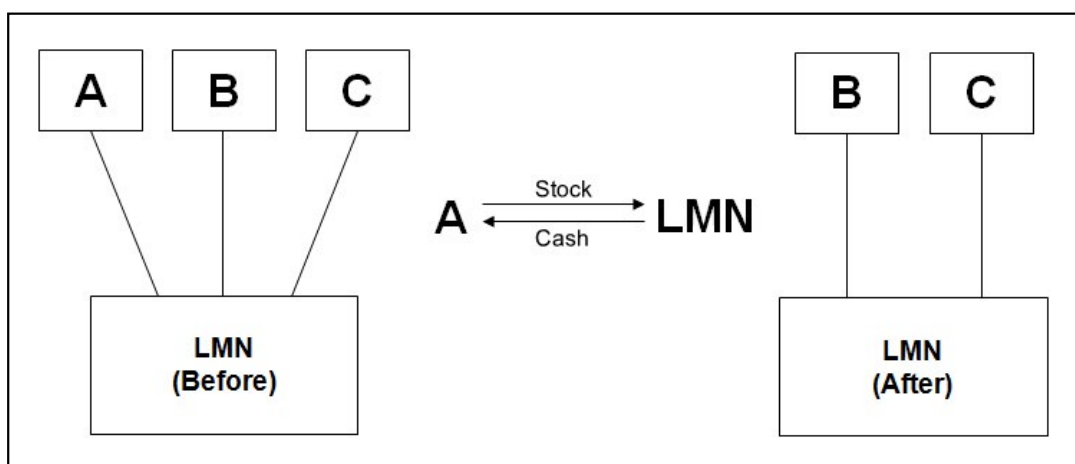 A
B
C
LMN
(Before)
A
Stock
Cash
LMN
B
C
LMN
(After)